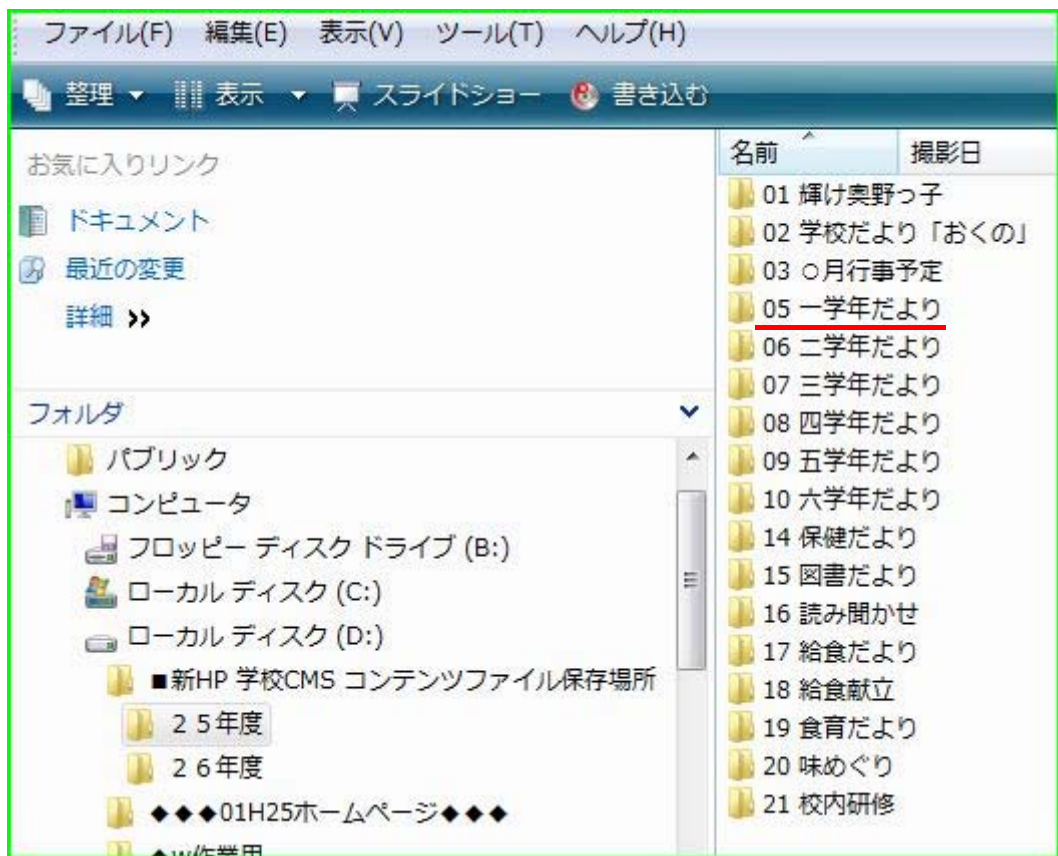 ファイル(F) 編集(E) 表示(V) ツール(T) ヘルプ(H)
整理 表示 スライドショー 書き込む
お気に入りリンク
ドキュメント
最近の変更
詳細 >>
フォルダ
パブリック
コンピュータ
フロッピー ディスク ドライブ (B:)
ローカル ディスク (C:)
ローカル ディスク (D:)
■新HP 学校CMS コンテンツファイル保存場所
２５年度
２６年度
◆◆◆01H25ホームページ◆◆◆
◆w作業用
名前 撮影日
01 輝け奥野っ子
02 学校だより「おくの」
03 ○月行事予定
05 一学年だより
06 二学年だより
07 三学年だより
08 四学年だより
09 五学年だより
10 六学年だより
14 保健だより
15 図書だより
16 読み聞かせ
17 給食だより
18 給食献立
19 食育だより
20 味めぐり
21 校内研修